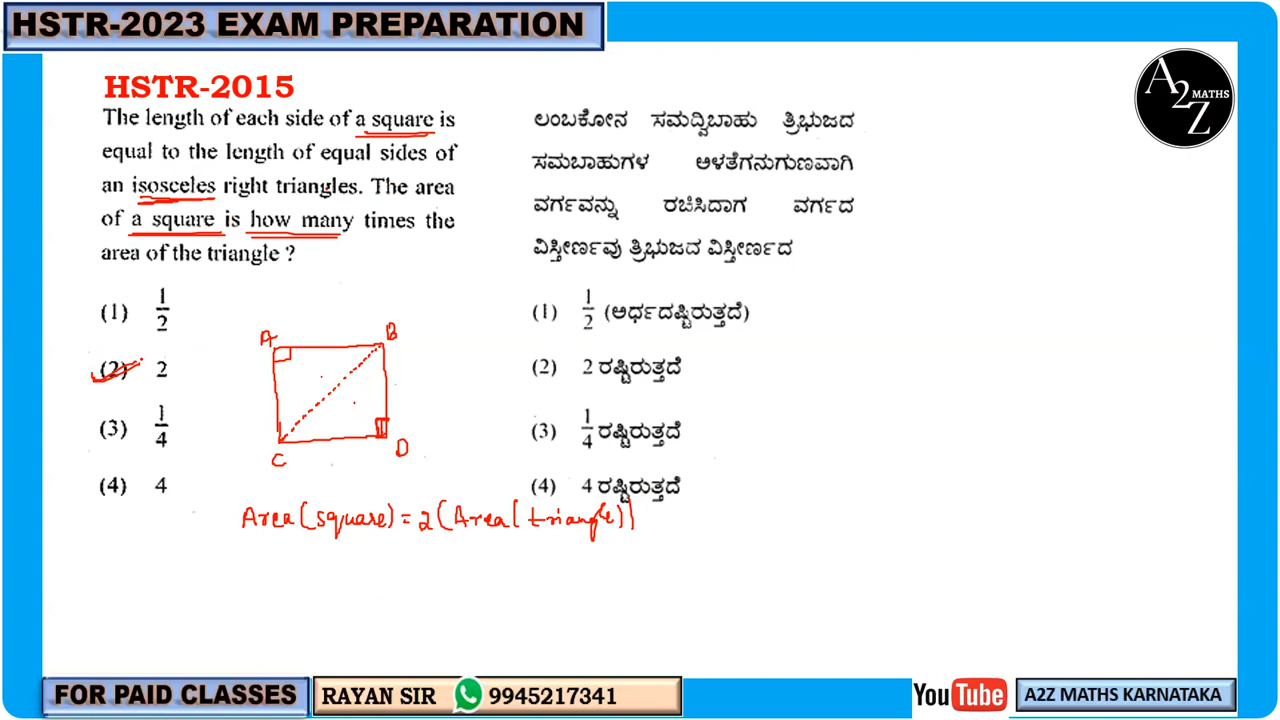 HSTR-2023 EXAM PREPARATION
A2Z MATHS
HSTR-2015
The length of each side of a square is
equal to the length of equal sides of
an isosceles right triangles. The area
of a square is how many times the
area of the triangle ?
(1) 1/2
(2) 2
(3) 1/4
(4) 4
ಲಂಬಕೋನ ಸಮದ್ವಿಬಾಹು ತ್ರಿಭುಜದ
ಸಮಬಾಹುಗಳ ಅಳತೆಗನುಗುಣವಾಗಿ
ವರ್ಗವನ್ನು ರಚಿಸಿದಾಗ ವರ್ಗದ
ವಿಸ್ತೀರ್ಣವು ತ್ರಿಭುಜದ ವಿಸ್ತೀರ್ಣದ
(1) 1/2 (ಅರ್ಧದಷ್ಟಿರುತ್ತದೆ)
(2) 2 ರಷ್ಟಿರುತ್ತದೆ
(3) 1/4 ರಷ್ಟಿರುತ್ತದೆ
(4) 4 ರಷ್ಟಿರುತ್ತದೆ
A B
C D
Area(square) = 2(Area(triangle))
FOR PAID CLASSES
RAYAN SIR 9945217341
YouTube
A2Z MATHS KARNATAKA